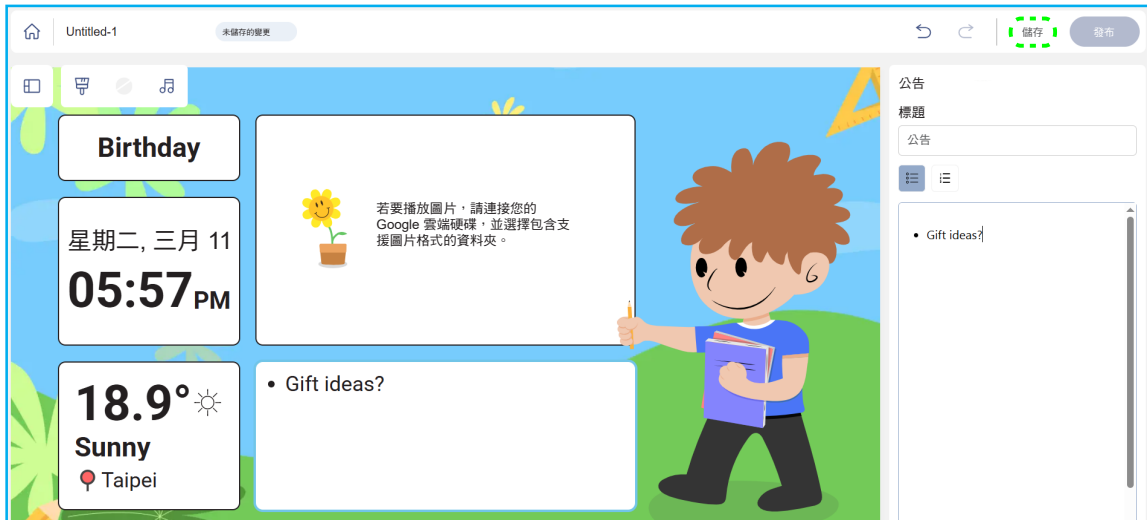 Untitled-1
未儲存的變更
儲存
發布
Birthday
若要播放圖片，請連接您的
Google 雲端硬碟，並選擇包含支
援圖片格式的資料夾。
星期二, 三月 11
05:57 PM
18.9°
Sunny
Taipei
• Gift ideas?
公告
標題
公告
• Gift ideas?